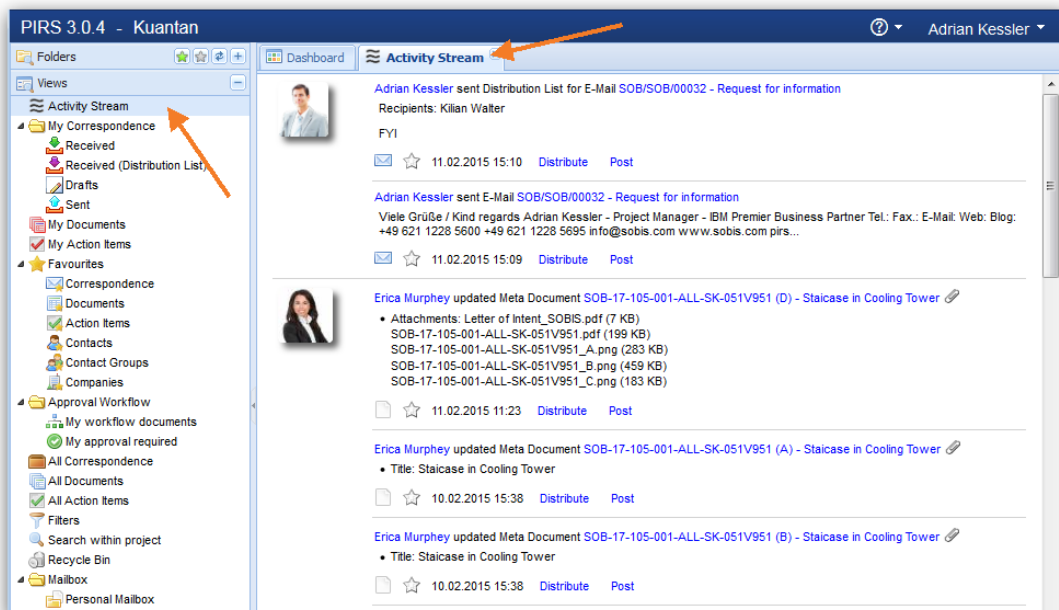 PIRS 3.0.4 - Kuantan
Adrian Kessler
Folders
Views
Activity Stream
My Correspondence
Received
Received (Distribution List)
Drafts
Sent
My Documents
My Action Items
Favourites
Correspondence
Documents
Action Items
Contacts
Contact Groups
Companies
Approval Workflow
My workflow documents
My approval required
All Correspondence
All Documents
All Action Items
Filters
Search within project
Recycle Bin
Mailbox
Personal Mailbox
Dashboard
Activity Stream
Adrian Kessler sent Distribution List for E-Mail SOB/SOB/00032 - Request for information
Recipients: Kilian Walter
FYI
11.02.2015 15:10 Distribute Post
Adrian Kessler sent E-Mail SOB/SOB/00032 - Request for information
Viele Grüße / Kind regards Adrian Kessler - Project Manager - IBM Premier Business Partner Tel.: Fax.: E-Mail: Web: Blog:
+49 621 1228 5600 +49 621 1228 5695 info@sobis.com www.sobis.com pirs...
11.02.2015 15:09 Distribute Post
Erica Murphey updated Meta Document SOB-17-105-001-ALL-SK-051V951 (D) - Staicase in Cooling Tower
• Attachments: Letter of Intent_SOBIS.pdf (7 KB)
SOB-17-105-001-ALL-SK-051V951.pdf (199 KB)
SOB-17-105-001-ALL-SK-051V951_A.png (283 KB)
SOB-17-105-001-ALL-SK-051V951_B.png (459 KB)
SOB-17-105-001-ALL-SK-051V951_C.png (183 KB)
11.02.2015 11:23 Distribute Post
Erica Murphey updated Meta Document SOB-17-105-001-ALL-SK-051V951 (A) - Staicase in Cooling Tower
• Title: Staicase in Cooling Tower
10.02.2015 15:38 Distribute Post
Erica Murphey updated Meta Document SOB-17-105-001-ALL-SK-051V951 (B) - Staicase in Cooling Tower
• Title: Staicase in Cooling Tower
10.02.2015 15:38 Distribute Post